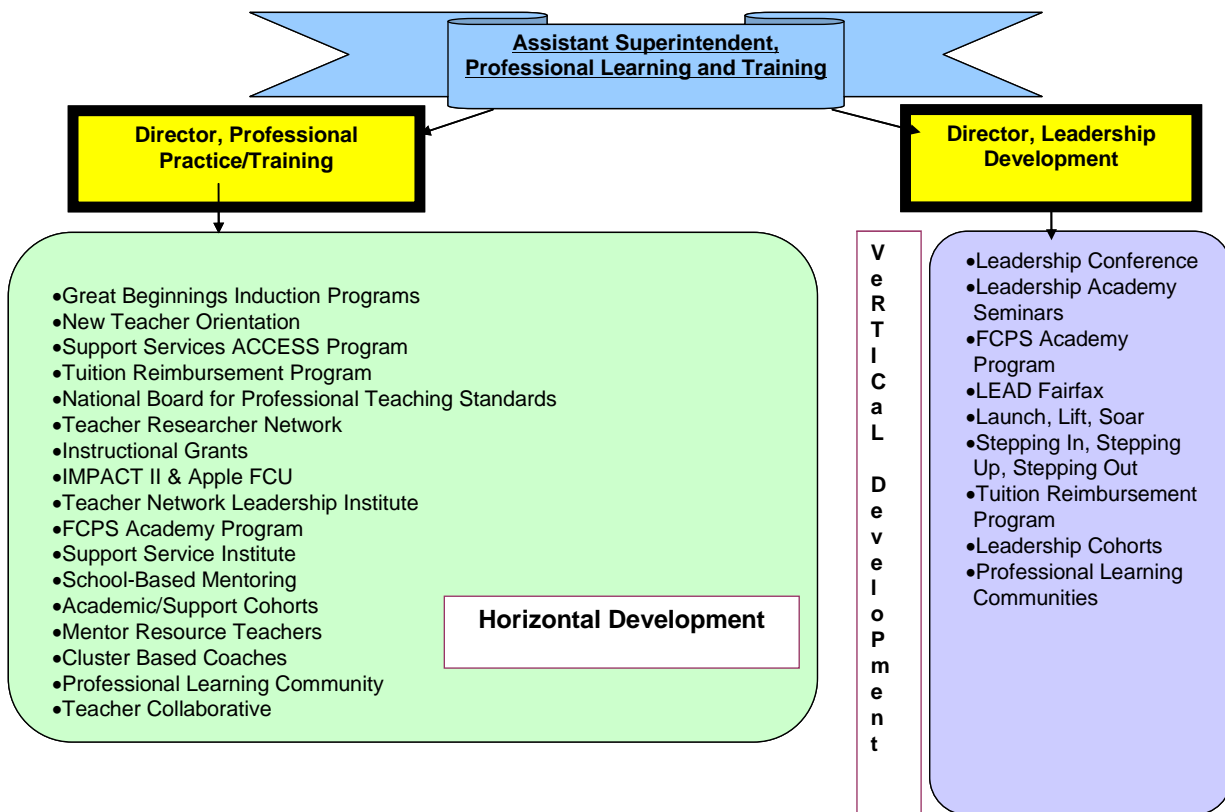 Assistant Superintendent,
Professional Learning and Training
Director, Professional
Practice/Training
Director, Leadership
Development
•Great Beginnings Induction Programs
•New Teacher Orientation
•Support Services ACCESS Program
•Tuition Reimbursement Program
•National Board for Professional Teaching Standards
•Teacher Researcher Network
•Instructional Grants
•IMPACT II & Apple FCU
•Teacher Network Leadership Institute
•FCPS Academy Program
•Support Service Institute
•School-Based Mentoring
•Academic/Support Cohorts
•Mentor Resource Teachers
•Cluster Based Coaches
•Professional Learning Community
•Teacher Collaborative
Horizontal Development
V
e
R
T
I
C
a
L
D
e
v
e
l
o
P
m
e
n
t
•Leadership Conference
•Leadership Academy
Seminars
•FCPS Academy
Program
•LEAD Fairfax
•Launch, Lift, Soar
•Stepping In, Stepping
Up, Stepping Out
•Tuition Reimbursement
Program
•Leadership Cohorts
•Professional Learning
Communities